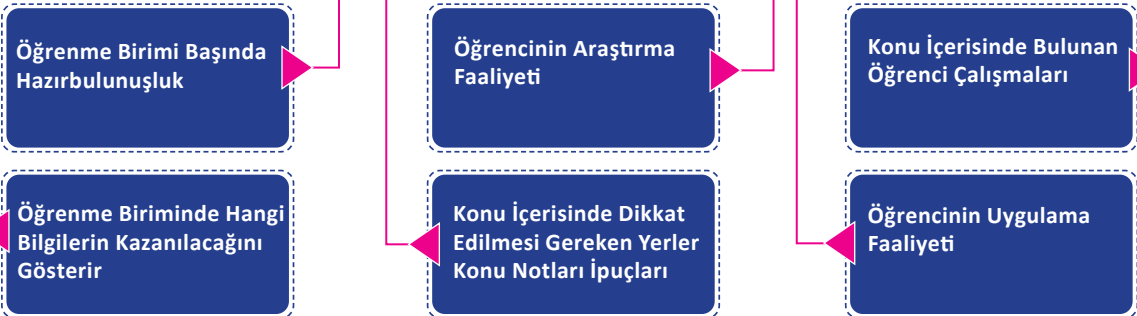 Öğrenme Birimi Başında
Hazırbulunuşluk
Öğrencinin Araştırma
Faaliyeti
Konu İçerisinde Bulunan
Öğrenci Çalışmaları
Öğrenme Biriminde Hangi
Bilgilerin Kazanılacağını
Gösterir
Konu İçerisinde Dikkat
Edilmesi Gereken Yerler
Konu Notları İpuçları
Öğrencinin Uygulama
Faaliyeti